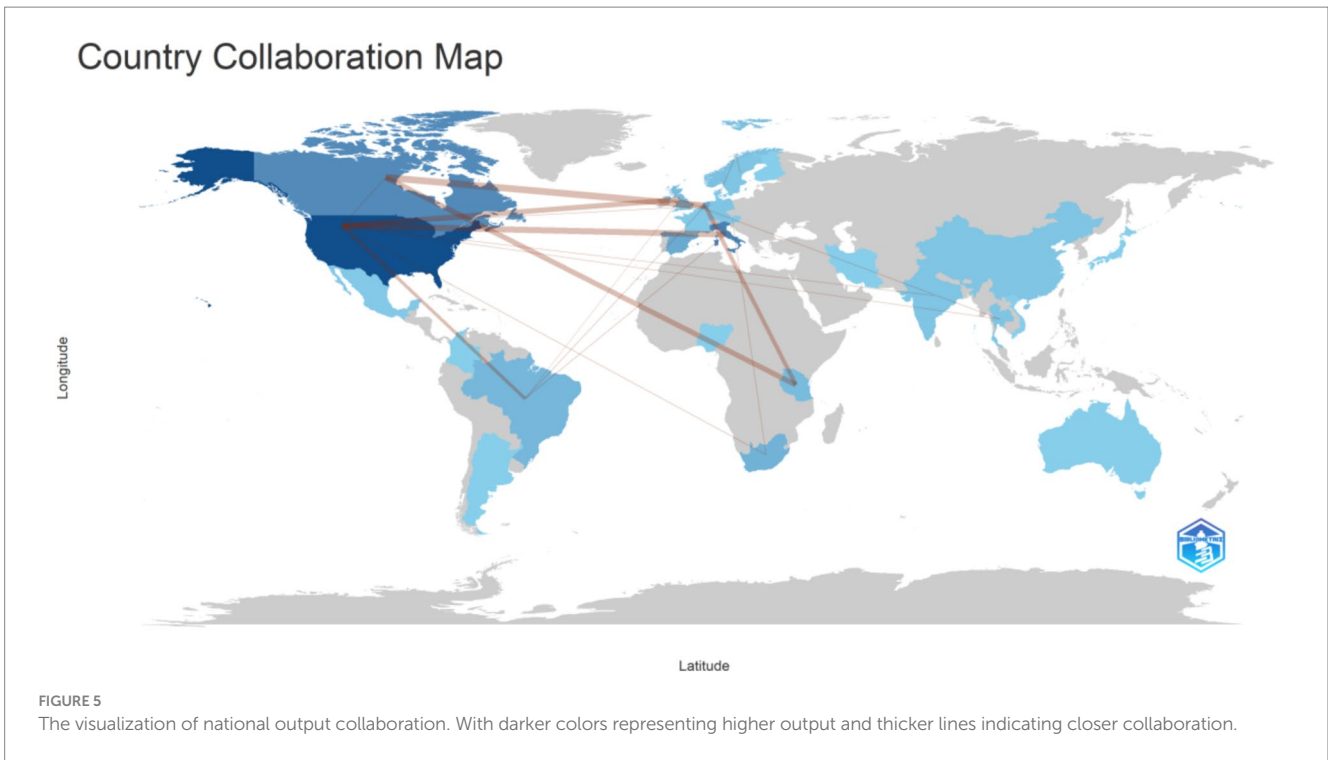 Country Collaboration Map
Longitude
BIBLIOMETRIX
Latitude
FIGURE 5
The visualization of national output collaboration. With darker colors representing higher output and thicker lines indicating closer collaboration.